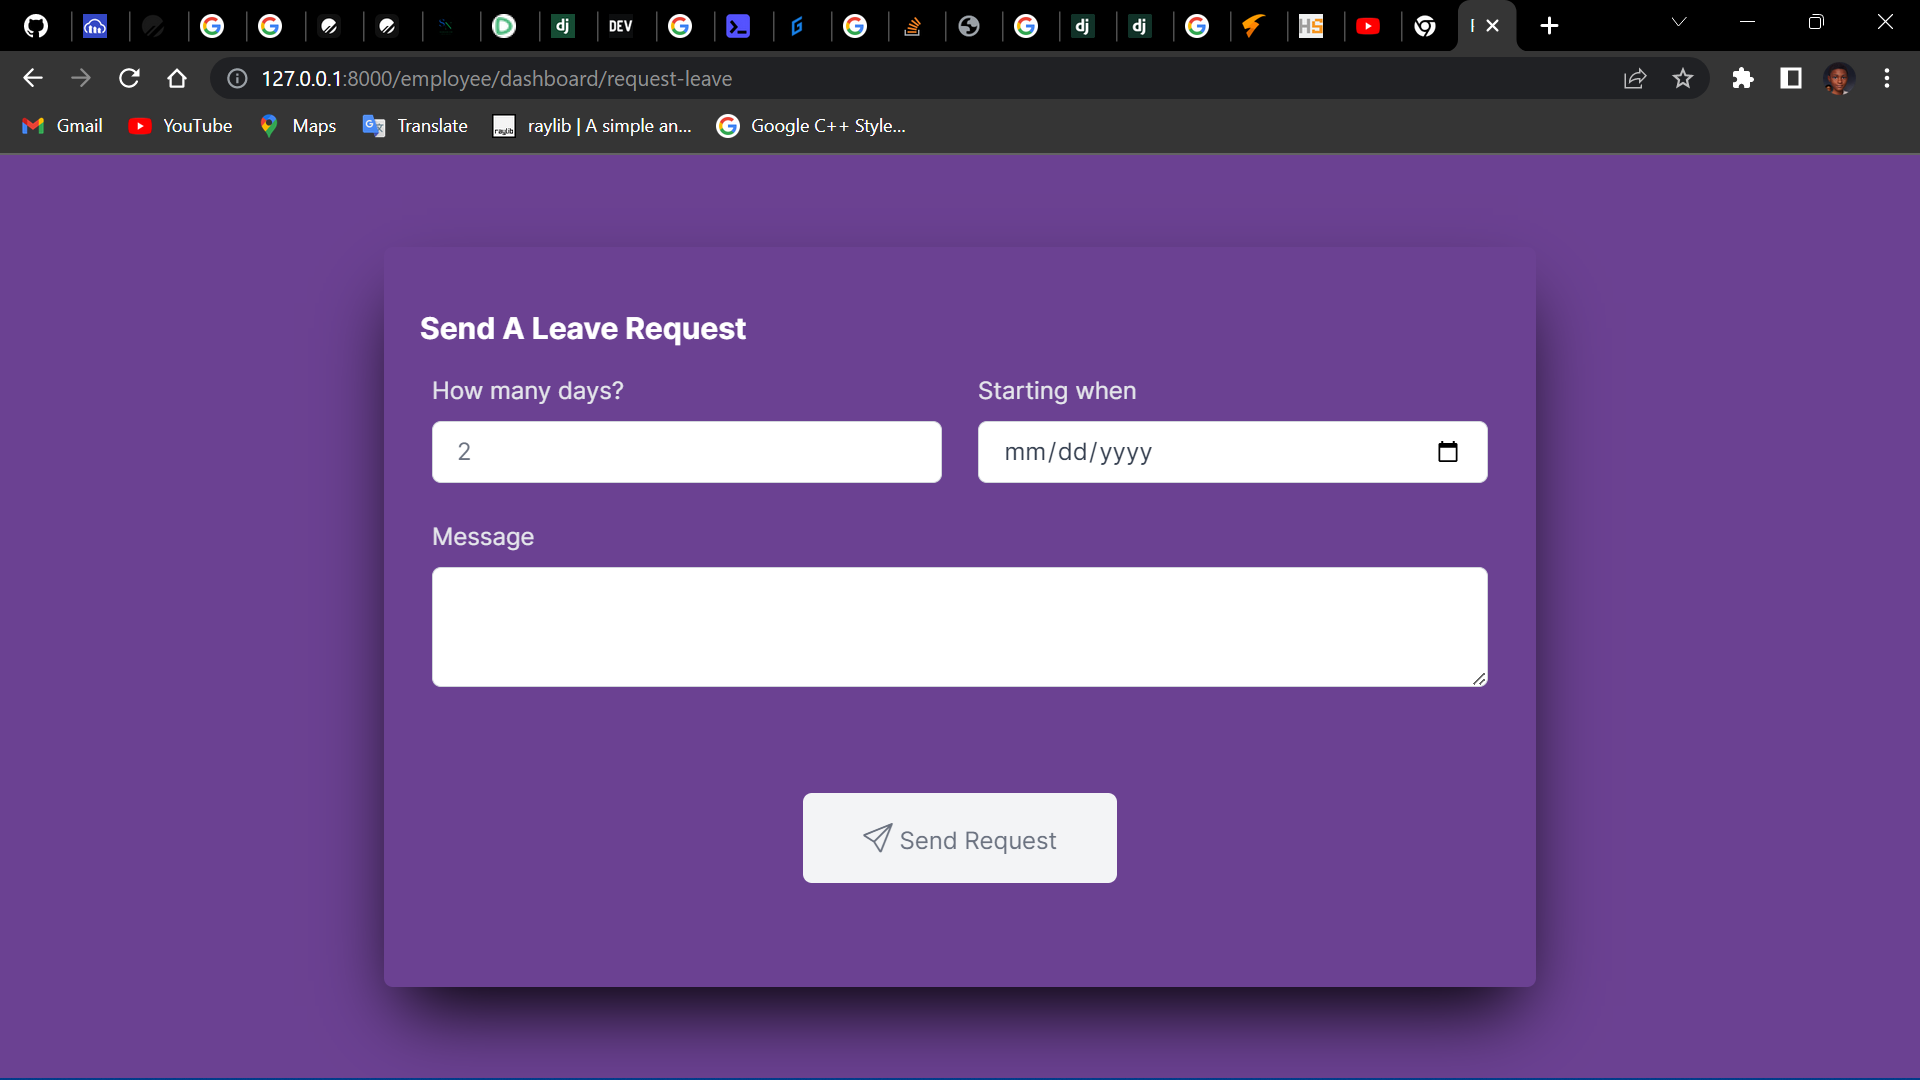 dj
DEV
dj
dj
HS
127.0.0.1:8000/employee/dashboard/request-leave
Gmail
YouTube
Maps
Translate
raylib
raylib | A simple an...
Google C++ Style...
Send A Leave Request
How many days?
Starting when
2
mm/dd/yyyy
Message
Send Request